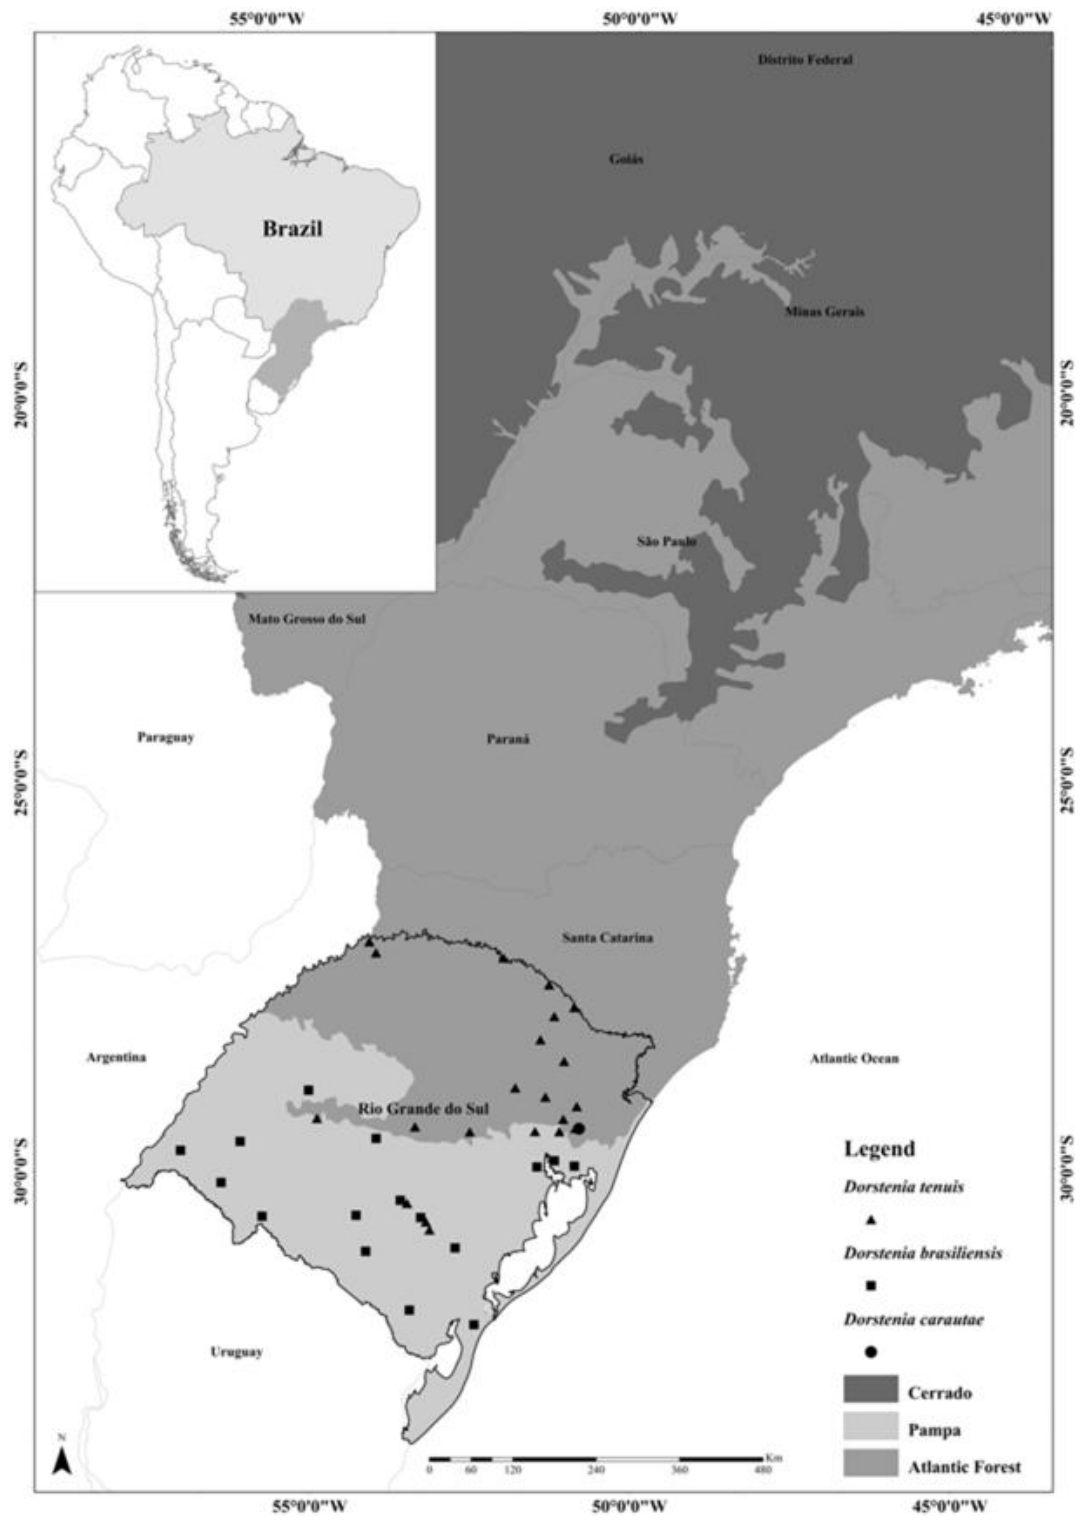 55°0'0"W 50°0'0"W 45°0'0"W
Distrito Federal
Goiás
Brazil
Minas Gerais
20°0'0"S 20°0'0"S
São Paulo
Mato Grosso do Sul
Paraguay
Paraná
25°0'0"S 25°0'0"S
Santa Catarina
Argentina
Atlantic Ocean
Rio Grande do Sul
30°0'0"S 30°0'0"S
Legend
Dorstenia tenuis
Dorstenia brasiliensis
Dorstenia carautae
Uruguay
Cerrado
Pampa
Atlantic Forest
N
Km
0 30 60 120 240 360 480
55°0'0"W 50°0'0"W 45°0'0"W